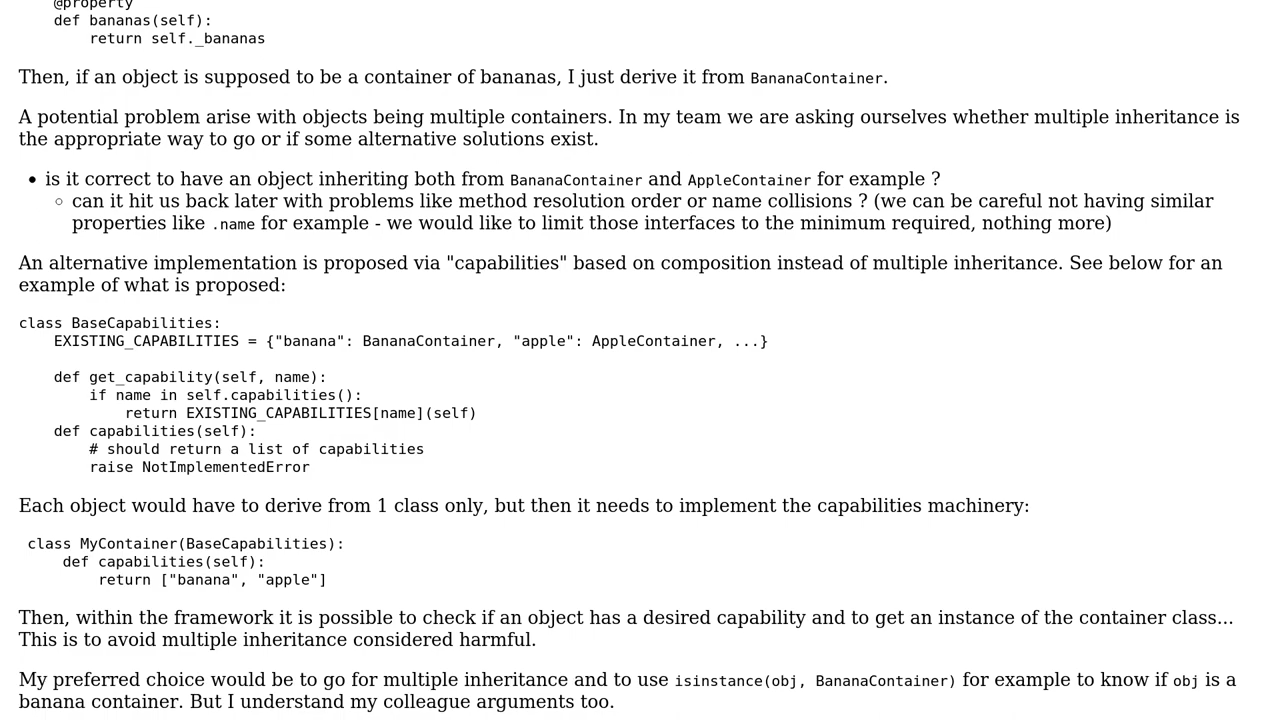 @property
def bananas(self):
return self._bananas
Then, if an object is supposed to be a container of bananas, I just derive it from BananaContainer.
A potential problem arise with objects being multiple containers. In my team we are asking ourselves whether multiple inheritance is
the appropriate way to go or if some alternative solutions exist.
• is it correct to have an object inheriting both from BananaContainer and AppleContainer for example ?
◦ can it hit us back later with problems like method resolution order or name collisions ? (we can be careful not having similar
properties like .name for example - we would like to limit those interfaces to the minimum required, nothing more)
An alternative implementation is proposed via "capabilities" based on composition instead of multiple inheritance. See below for an
example of what is proposed:
class BaseCapabilities:
EXISTING_CAPABILITIES = {"banana": BananaContainer, "apple": AppleContainer, ...}
def get_capability(self, name):
if name in self.capabilities():
return EXISTING_CAPABILITIES[name](self)
def capabilities(self):
# should return a list of capabilities
raise NotImplementedError
Each object would have to derive from 1 class only, but then it needs to implement the capabilities machinery:
class MyContainer(BaseCapabilities):
def capabilities(self):
return ["banana", "apple"]
Then, within the framework it is possible to check if an object has a desired capability and to get an instance of the container class...
This is to avoid multiple inheritance considered harmful.
My preferred choice would be to go for multiple inheritance and to use isinstance(obj, BananaContainer) for example to know if obj is a
banana container. But I understand my colleague arguments too.